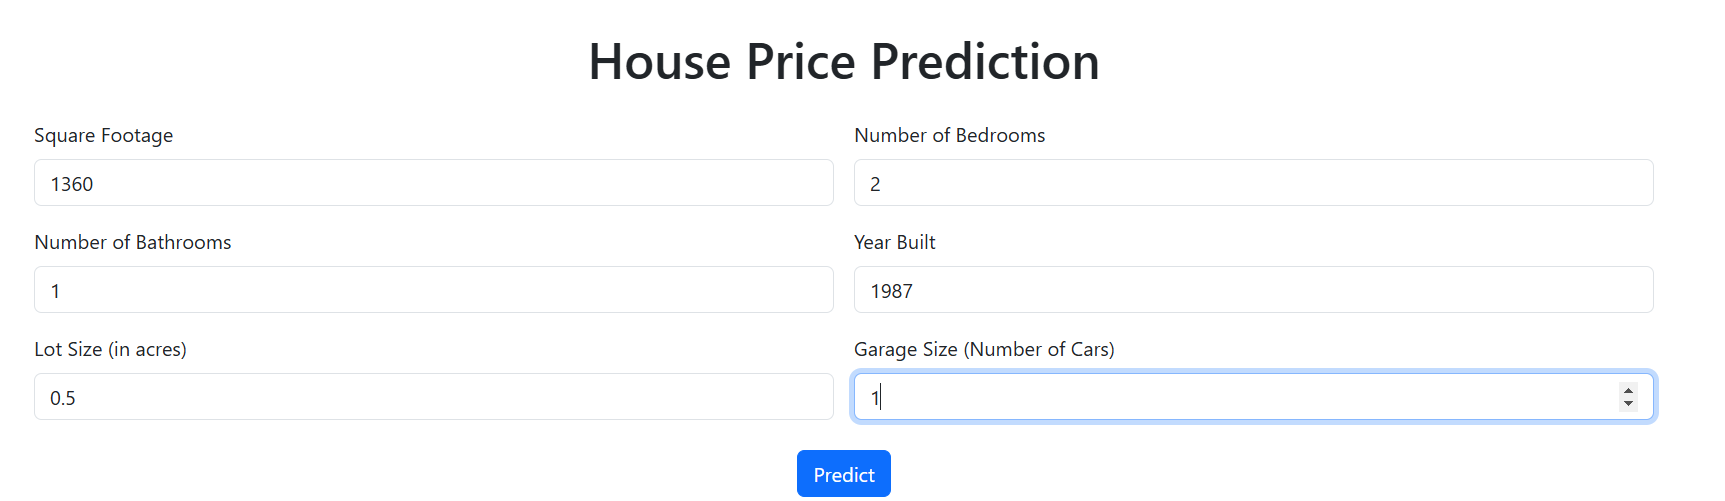 House Price Prediction
Square Footage
Number of Bedrooms
1360
2
Number of Bathrooms
Year Built
1
1987
Lot Size (in acres)
Garage Size (Number of Cars)
0.5
1
Predict